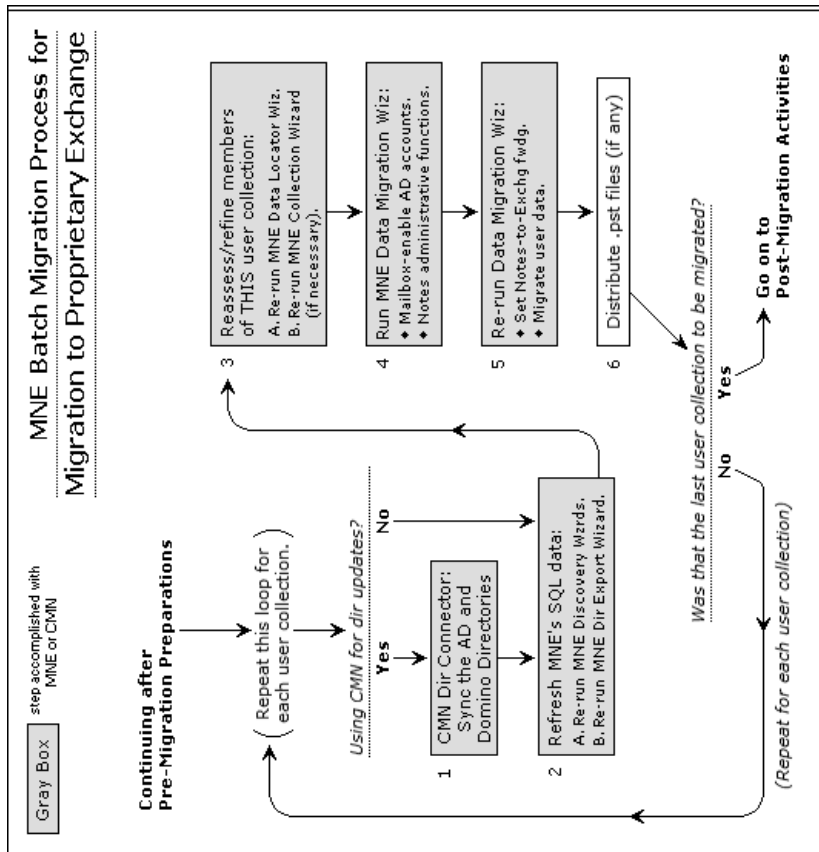 MNE Batch Migration Process for
Migration to Proprietary Exchange
Gray Box
step accomplished with
MNE or CMN
Continuing after
Pre-Migration Preparations
(Repeat this loop for
each user collection.)
Using CMN for dir updates?
Yes
No
1
CMN Dir Connector:
Sync the AD and
Domino Directories
2
Refresh MNE's SQL data:
A. Re-run MNE Discovery Wzrds.
B. Re-run MNE Dir Export Wizard.
3
Reassess/refine members
of THIS user collection:
A. Re-run MNE Data Locator Wiz.
B. Re-run MNE Collection Wizard
(if necessary).
4
Run MNE Data Migration Wiz:
♦ Mailbox-enable AD accounts.
♦ Notes administrative functions.
5
Re-run Data Migration Wiz:
♦ Set Notes-to-Exchg fwdg.
♦ Migrate user data.
6
Distribute .pst files (if any)
Was that the last user collection to be migrated?
No
Yes
(Repeat for each user collection)
Go on to
Post-Migration Activities